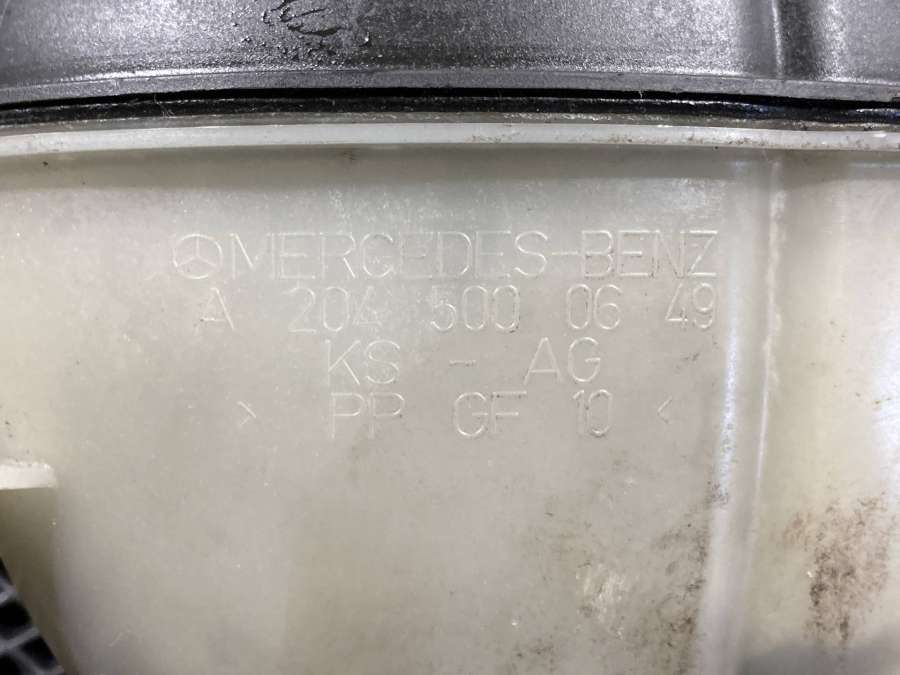 MERCEDES-BENZ
A 204 500 06 49
KS - AG
> PP GF 10 <